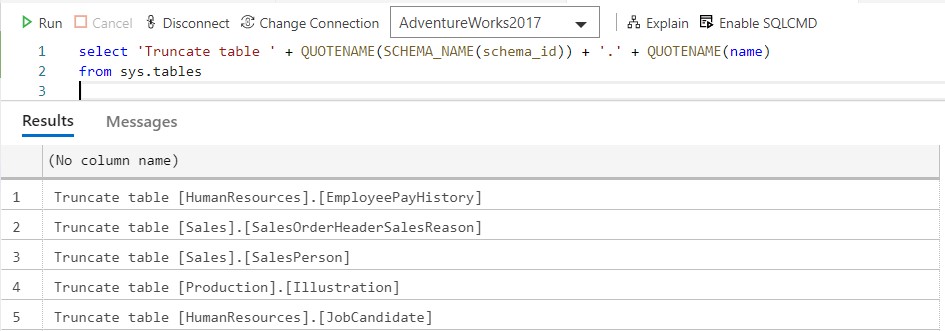 Run Cancel Disconnect Change Connection AdventureWorks2017 Explain Enable SQLCMD
1 select 'Truncate table ' + QUOTENAME(SCHEMA_NAME(schema_id)) + '.' + QUOTENAME(name)
2 from sys.tables
3
Results Messages
(No column name)
1 Truncate table [HumanResources].[EmployeePayHistory]
2 Truncate table [Sales].[SalesOrderHeaderSalesReason]
3 Truncate table [Sales].[SalesPerson]
4 Truncate table [Production].[Illustration]
5 Truncate table [HumanResources].[JobCandidate]